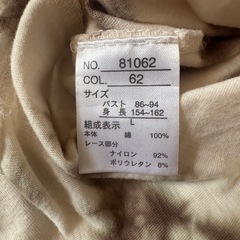 NO. 81062
COL. 62
サイズ
バスト 86~94
身長 154~162
L
組成表示
本体 綿 100%
レース部分
ナイロン 92%
ポリウレタン 8%